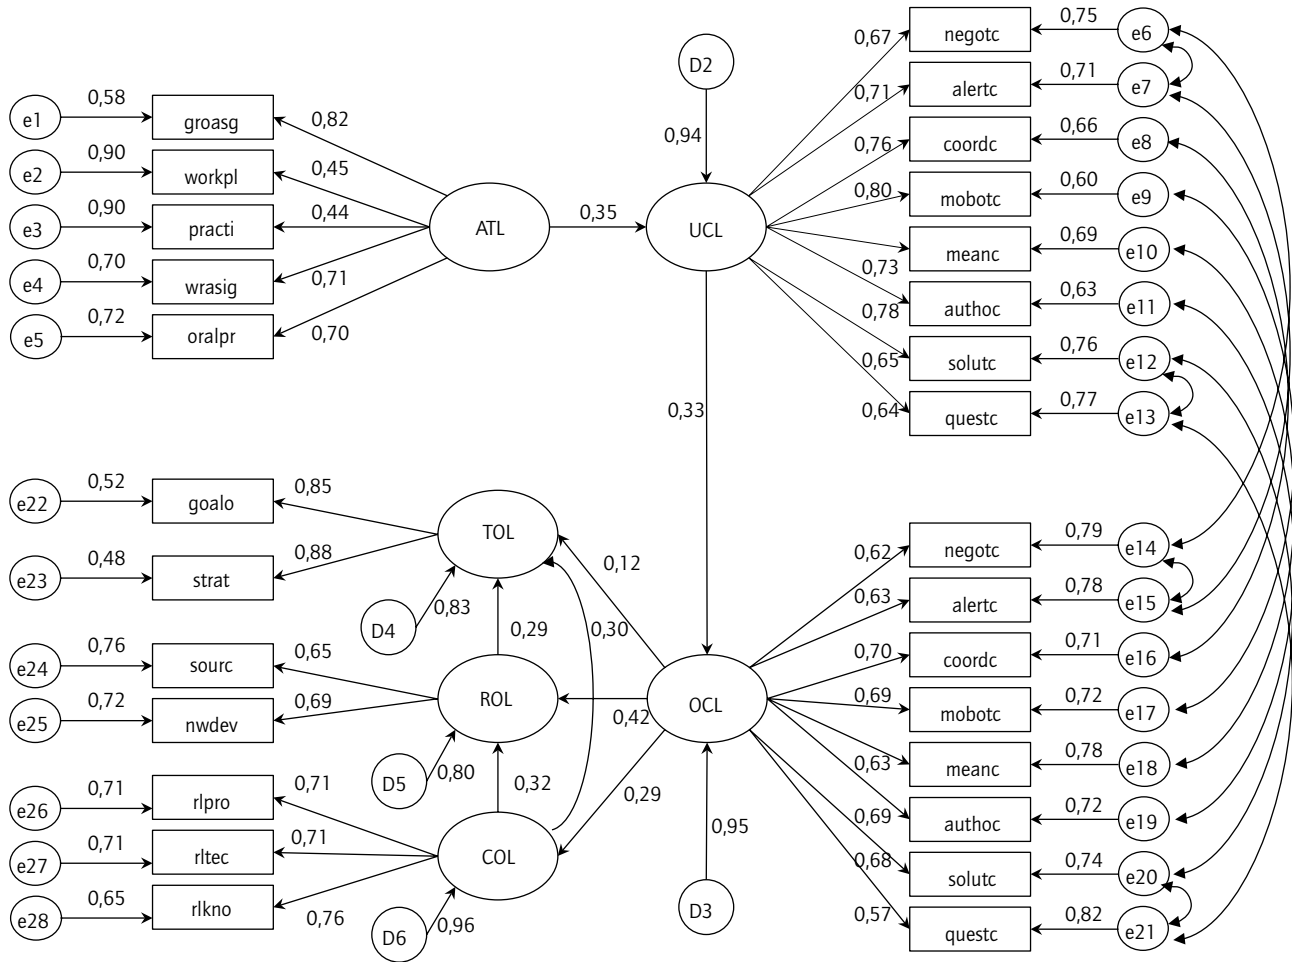 e1 0,58 groasg 0,82
e2 0,90 workpl 0,45
e3 0,90 practi 0,44
e4 0,70 wrasig 0,71
e5 0,72 oralpr 0,70
ATL
0,35
D2
0,94
UCL
0,67 negotc 0,75 e6
0,71 alertc 0,71 e7
0,76 coordc 0,66 e8
0,80 mobotc 0,60 e9
meanc 0,69 e10
0,73 authoc 0,63 e11
0,78
0,65 solutc 0,76 e12
0,64 questc 0,77 e13
0,33
e22 0,52 goalo 0,85
e23 0,48 strat 0,88
TOL
D4 0,83
0,29
0,30
0,12
e24 0,76 sourc 0,65
e25 0,72 nwdev 0,69
ROL
0,42
D5 0,80
0,32
0,29
e26 0,71 rlpro 0,71
e27 0,71 rltec 0,71
e28 0,65 rlkno 0,76
COL
D6 0,96
OCL
0,95
D3
0,62 negotc 0,79 e14
0,63 alertc 0,78 e15
0,70 coordc 0,71 e16
0,69 mobotc 0,72 e17
0,63 meanc 0,78 e18
0,69 authoc 0,72 e19
0,68 solutc 0,74 e20
0,57 questc 0,82 e21